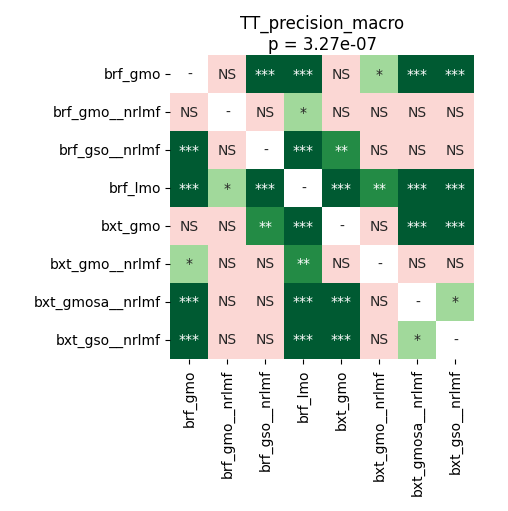 TT_precision_macro
p = 3.27e-07
brf_gmo - NS *** *** NS * *** ***
brf_gmo__nrlmf NS - NS * NS NS NS NS
brf_gso__nrlmf *** NS - *** ** NS NS NS
brf_lmo *** * *** - *** ** *** ***
bxt_gmo NS NS ** *** - NS *** ***
bxt_gmo__nrlmf * NS NS ** NS - NS NS
bxt_gmosa__nrlmf *** NS NS *** *** NS - *
bxt_gso__nrlmf *** NS NS *** *** NS * -
brf_gmo
brf_gmo__nrlmf
brf_gso__nrlmf
brf_lmo
bxt_gmo
bxt_gmo__nrlmf
bxt_gmosa__nrlmf
bxt_gso__nrlmf